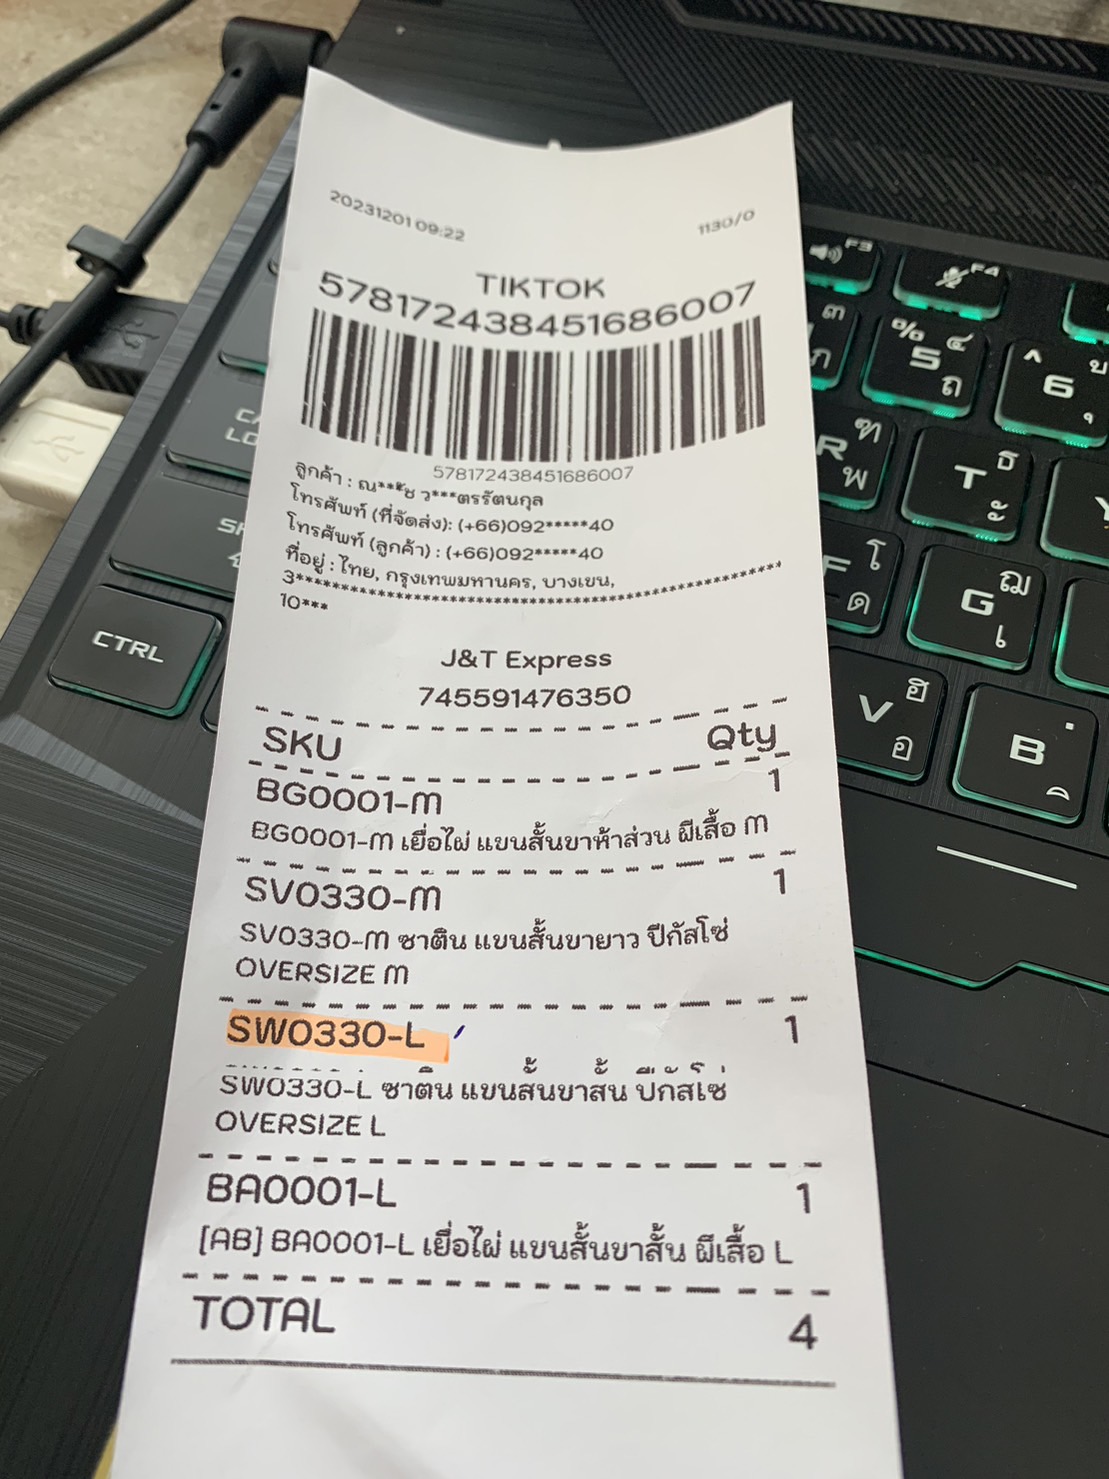 20231201 09:22
1130/0
TIKTOK
578172438451686007
578172438451686007
ลูกค้า : ณ***ช ว***ตรรัตนกุล
โทรศัพท์ (ที่จัดส่ง): (+66)092*****40
โทรศัพท์ (ลูกค้า) : (+66)092*****40
ที่อยู่ : ไทย, กรุงเทพมหานคร, บางเขน,
10***
J&T Express
745591476350
SKU Qty
BG0001-M 1
BG0001-M เยื่อไผ่ แขนสั้นขาห้าส่วน ผีเสื้อ M
SV0330-M 1
SV0330-M ซาติน แขนสั้นขายาว ปีกัสโซ่
OVERSIZE M
SW0330-L 1
SW0330-L ซาติน แขนสั้นขาสั้น ปีกัสโซ่
OVERSIZE L
BA0001-L 1
[AB] BA0001-L เยื่อไผ่ แขนสั้นขาสั้น ผีเสื้อ L
TOTAL 4
F3
F4
% ๔
5 ถ
^
6 ุ
R ฑ
พ
T ธ
ะ
F โ
ด
G ฌ
เ
V ฮ
อ
B
CTRL